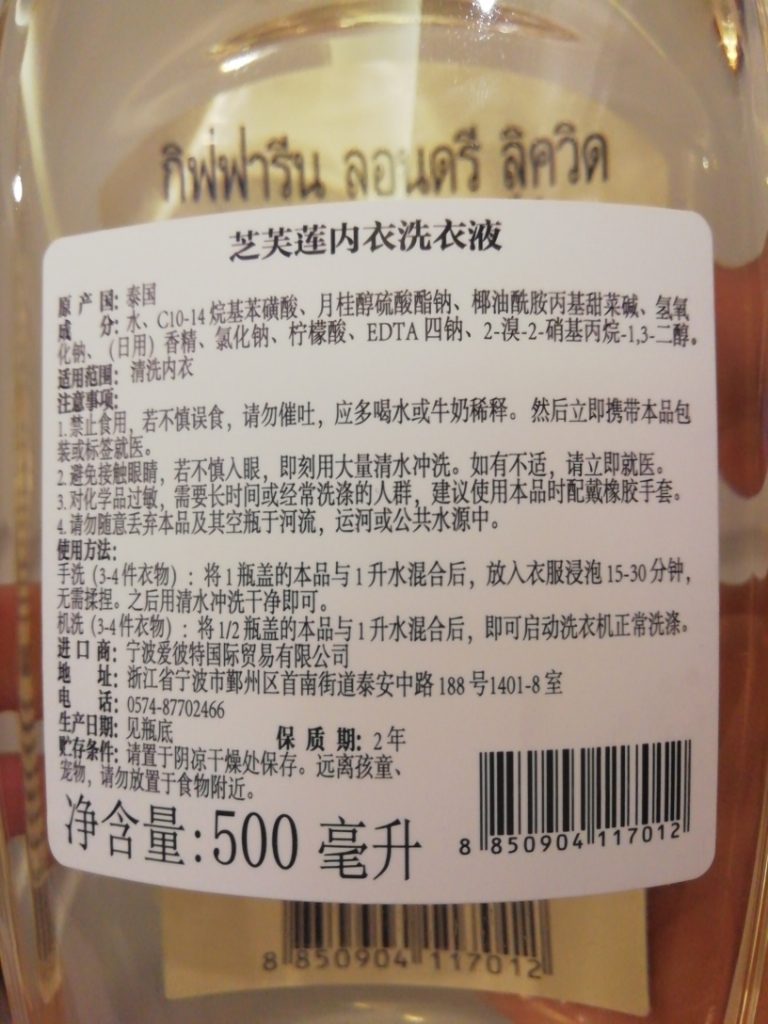 กิฟฟารีน ลอนดรี ลิควิด
芝芙莲内衣洗衣液
原产国：泰国
成 分：水、C10-14 烷基苯磺酸、月桂醇硫酸酯钠、椰油酰胺丙基甜菜碱、氢氧
化钠、（日用）香精、氯化钠、柠檬酸、EDTA 四钠、2-溴-2-硝基丙烷-1,3-二醇。
适用范围：清洗内衣
注意事项：
1. 禁止食用，若不慎误食，请勿催吐，应多喝水或牛奶稀释。然后立即携带本品包
装或标签就医。
2. 避免接触眼睛，若不慎入眼，即刻用大量清水冲洗。如有不适，请立即就医。
3. 对化学品过敏，需要长时间或经常洗涤的人群，建议使用本品时配戴橡胶手套。
4. 请勿随意丢弃本品及其空瓶于河流，运河或公共水源中。
使用方法：
手洗（3-4 件衣物）：将 1 瓶盖的本品与 1 升水混合后，放入衣服浸泡 15-30 分钟，
无需揉捏。之后用清水冲洗干净即可。
机洗（3-4 件衣物）：将 1/2 瓶盖的本品与 1 升水混合后，即可启动洗衣机正常洗涤。
进口商：宁波爱彼特国际贸易有限公司
地 址：浙江省宁波市鄞州区首南街道泰安中路 188 号1401-8 室
电 话：0574-87702466
生产日期：见瓶底 保质期：2 年
贮存条件：请置于阴凉干燥处保存。远离孩童、
宠物，请勿放置于食物附近。
净含量：500 毫升
8 850904 117012
8 850904 117012